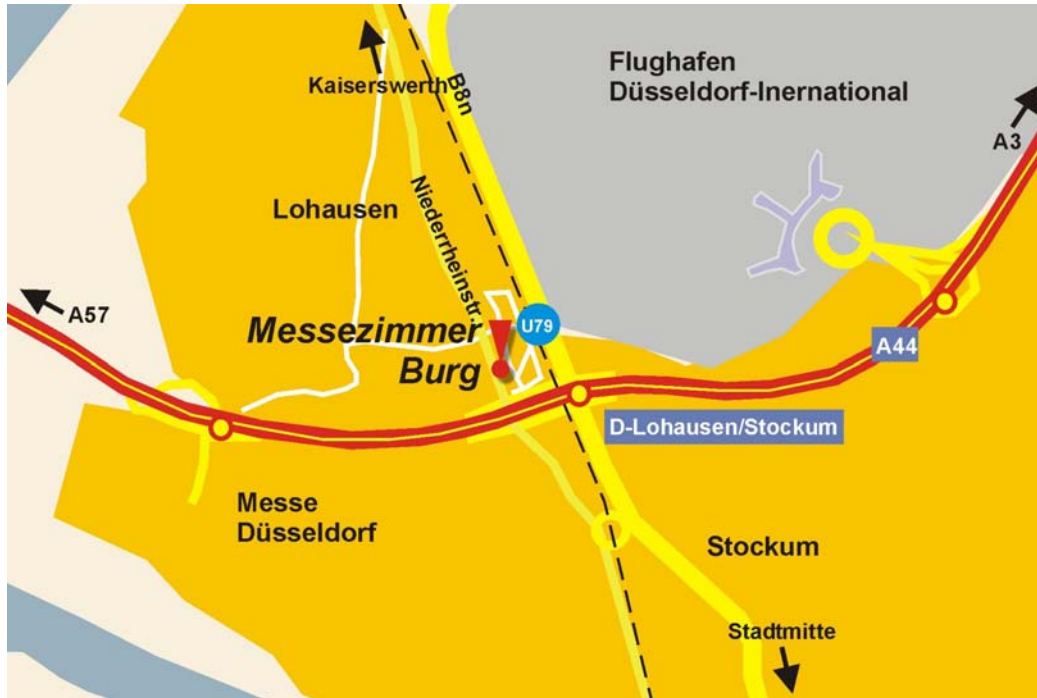 Flughafen
Düsseldorf-Inernational
Kaiserswerth
B8n
A3
Lohausen
Niederrheinstr.
A57
Messezimmer
Burg
U79
A44
D-Lohausen/Stockum
Messe
Düsseldorf
Stockum
Stadtmitte